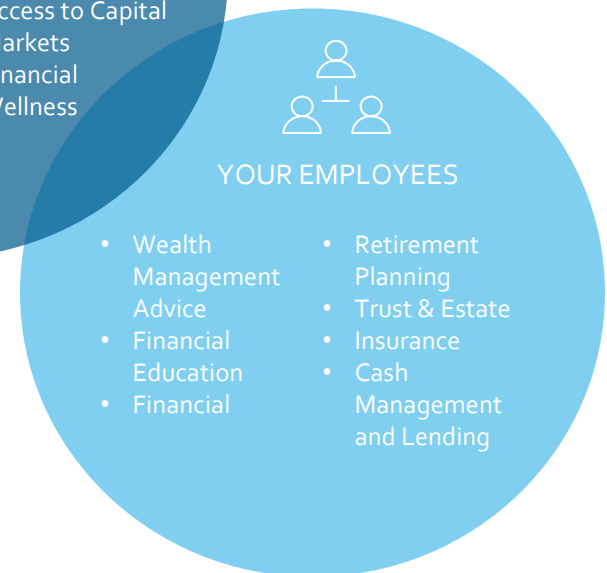 ccess to Capital
arkets
nancial
ellness
YOUR EMPLOYEES
• Wealth
Management
Advice
• Financial
Education
• Financial
• Retirement
Planning
• Trust & Estate
• Insurance
• Cash
Management
and Lending